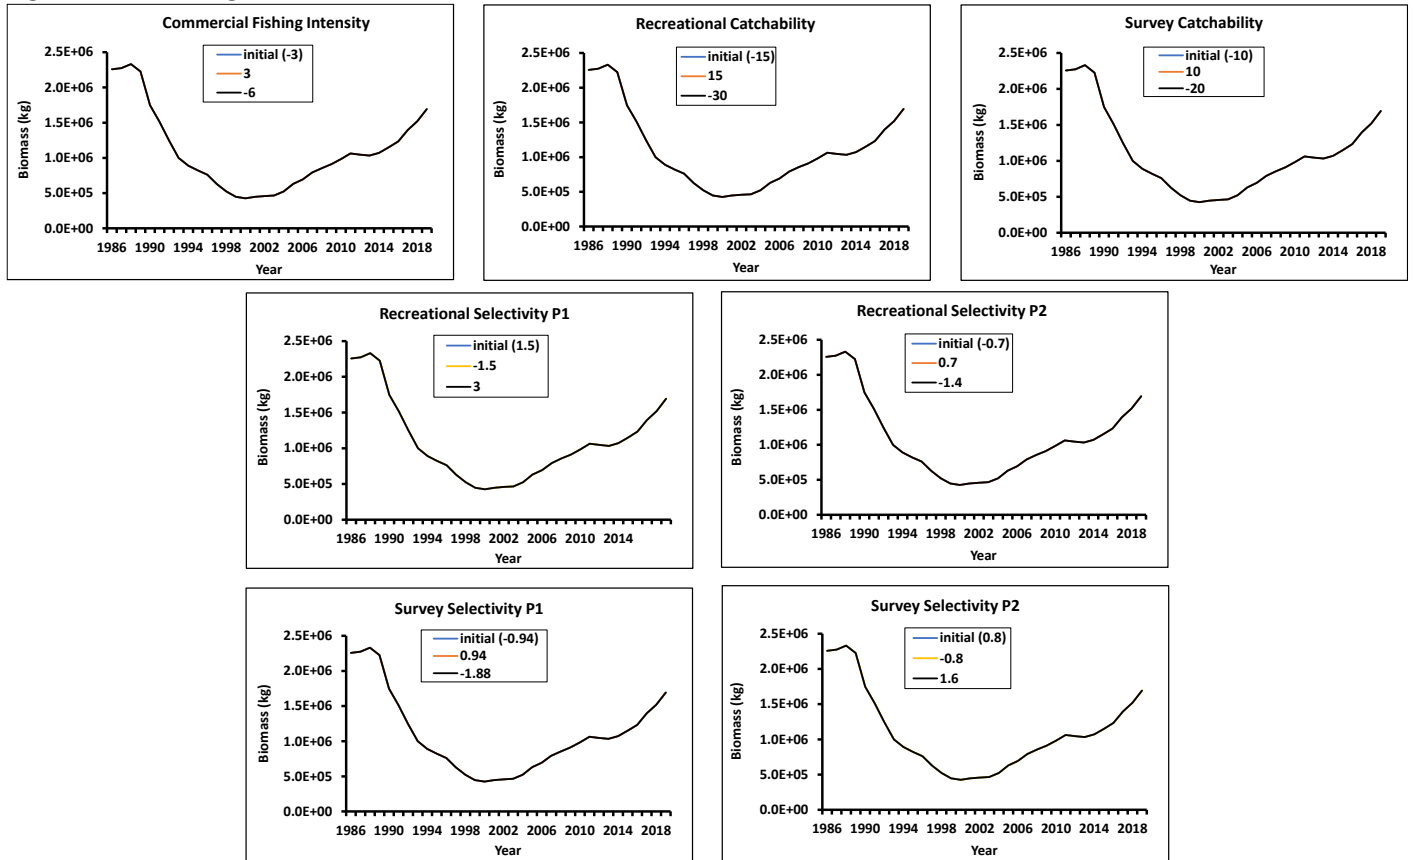 Commercial Fishing Intensity
initial (-3)
3
-6
Biomass (kg)
2.5E+06
2.0E+06
1.5E+06
1.0E+06
5.0E+05
0.0E+00
1986 1990 1994 1998 2002 2006 2010 2014 2018
Year
Recreational Catchability
initial (-15)
15
-30
Biomass (kg)
2.5E+06
2.0E+06
1.5E+06
1.0E+06
5.0E+05
0.0E+00
1986 1990 1994 1998 2002 2006 2010 2014 2018
Year
Survey Catchability
initial (-10)
10
-20
Biomass (kg)
2.5E+06
2.0E+06
1.5E+06
1.0E+06
5.0E+05
0.0E+00
1986 1990 1994 1998 2002 2006 2010 2014 2018
Year
Recreational Selectivity P1
initial (1.5)
-1.5
3
Biomass (kg)
2.5E+06
2.0E+06
1.5E+06
1.0E+06
5.0E+05
0.0E+00
1986 1990 1994 1998 2002 2006 2010 2014
Year
Recreational Selectivity P2
initial (-0.7)
0.7
-1.4
Biomass (kg)
2.5E+06
2.0E+06
1.5E+06
1.0E+06
5.0E+05
0.0E+00
1986 1990 1994 1998 2002 2006 2010 2014 2018
Year
Survey Selectivity P1
initial (-0.94)
0.94
-1.88
Biomass (kg)
2.5E+06
2.0E+06
1.5E+06
1.0E+06
5.0E+05
0.0E+00
1986 1990 1994 1998 2002 2006 2010 2014 2018
Year
Survey Selectivity P2
initial (0.8)
-0.8
1.6
Biomass (kg)
2.5E+06
2.0E+06
1.5E+06
1.0E+06
5.0E+05
0.0E+00
1986 1990 1994 1998 2002 2006 2010 2014 2018
Year